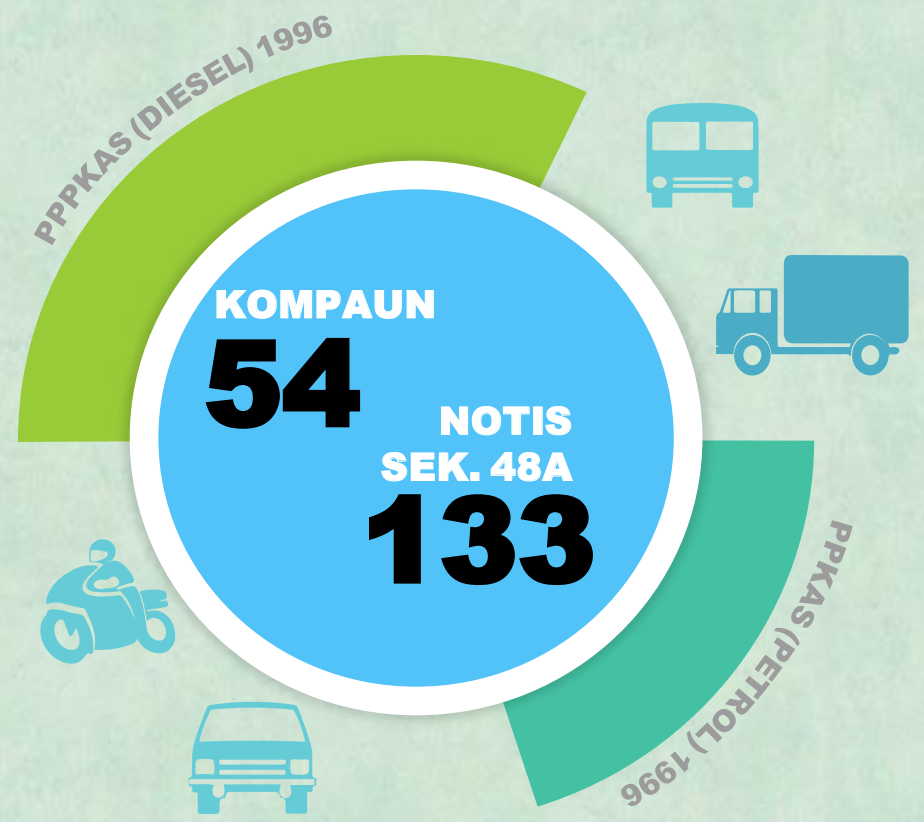 PPPKAS (DIESEL) 1996
KOMPAUN
54
NOTIS
SEK. 48A
133
PPKAS (PETROL) 1996